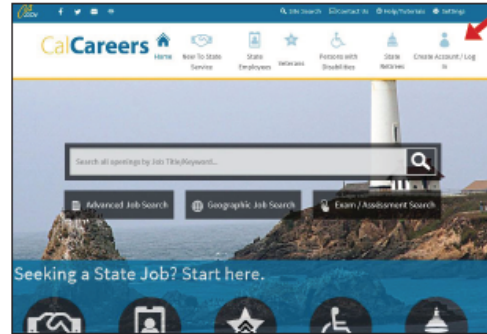 CA.GOV
Site Search Contact Us Help/Tutorials Settings
CalCareers
Home
New To State
Service
State
Employees
Veterans
Persons with
Disabilities
State
Retirees
Create Account / Log
In
Search all openings by Job Title/Keyword...
Advanced Job Search
Geographic Job Search
Exam / Assessment Search
Seeking a State Job? Start here.